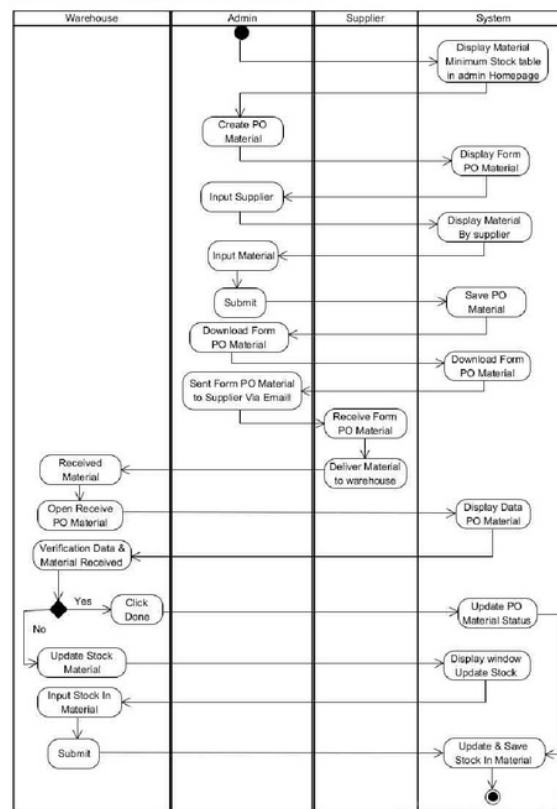 Warehouse
Admin
Supplier
System
Display Material
Minimum Stock table
in admin Homepage
Create PO
Material
Display Form
PO Material
Input Supplier
Display Material
By supplier
Input Material
Submit
Save PO
Material
Download Form
PO Material
Download Form
PO Material
Sent Form PO Material
to Supplier Via Emaill
Receive Form
PO Material
Deliver Material
to warehouse
Received
Material
Open Receive
PO Material
Display Data
PO Material
Verification Data &
Material Received
Yes
No
Click
Done
Update PO
Material Status
Update Stock
Material
Display window
Update Stock
Input Stock In
Material
Submit
Update & Save
Stock In Material